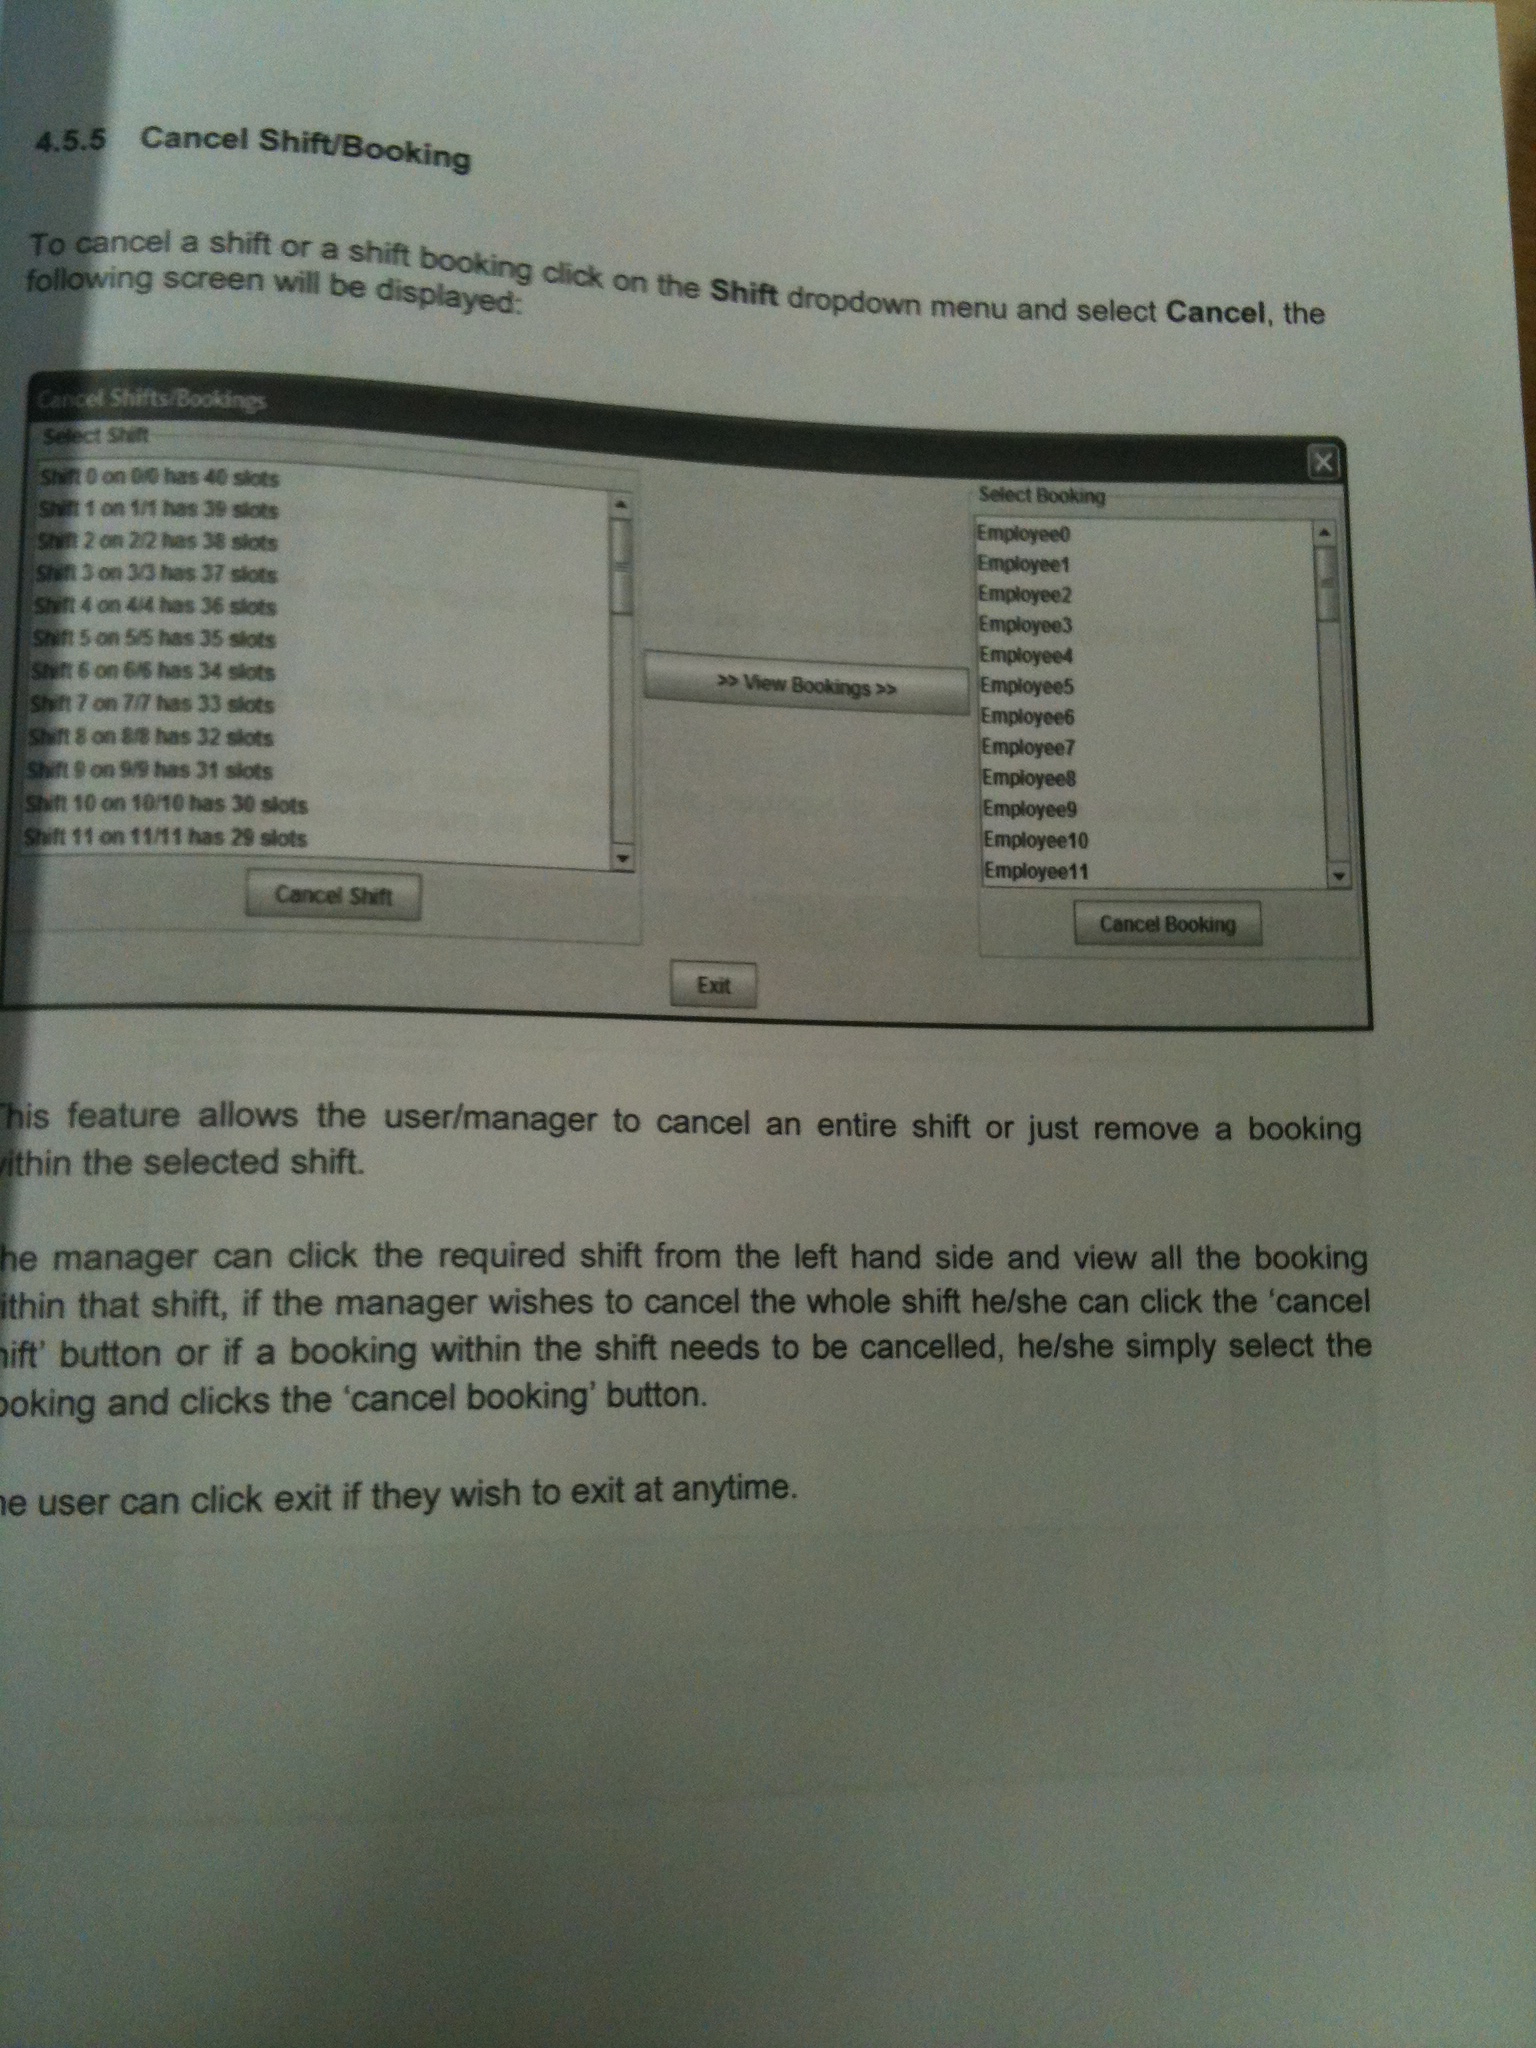 4.5.5 Cancel Shift/Booking
To cancel a shift or a shift booking click on the Shift dropdown menu and select Cancel, the
following screen will be displayed:
Cancel Shifts/Bookings
Select Shift
Shift 0 on 0/0 has 40 slots
Shift 1 on 1/1 has 39 slots
Shift 2 on 2/2 has 38 slots
Shift 3 on 3/3 has 37 slots
Shift 4 on 4/4 has 36 slots
Shift 5 on 5/5 has 35 slots
Shift 6 on 6/6 has 34 slots
Shift 7 on 7/7 has 33 slots
Shift 8 on 8/8 has 32 slots
Shift 9 on 9/9 has 31 slots
Shift 10 on 10/10 has 30 slots
Shift 11 on 11/11 has 29 slots
Cancel Shift
>> View Bookings >>
Select Booking
Employee0
Employee1
Employee2
Employee3
Employee4
Employee5
Employee6
Employee7
Employee8
Employee9
Employee10
Employee11
Cancel Booking
Exit
This feature allows the user/manager to cancel an entire shift or just remove a booking
within the selected shift.
he manager can click the required shift from the left hand side and view all the booking
ithin that shift, if the manager wishes to cancel the whole shift he/she can click the ‘cancel
hift’ button or if a booking within the shift needs to be cancelled, he/she simply select the
ooking and clicks the ‘cancel booking’ button.
he user can click exit if they wish to exit at anytime.